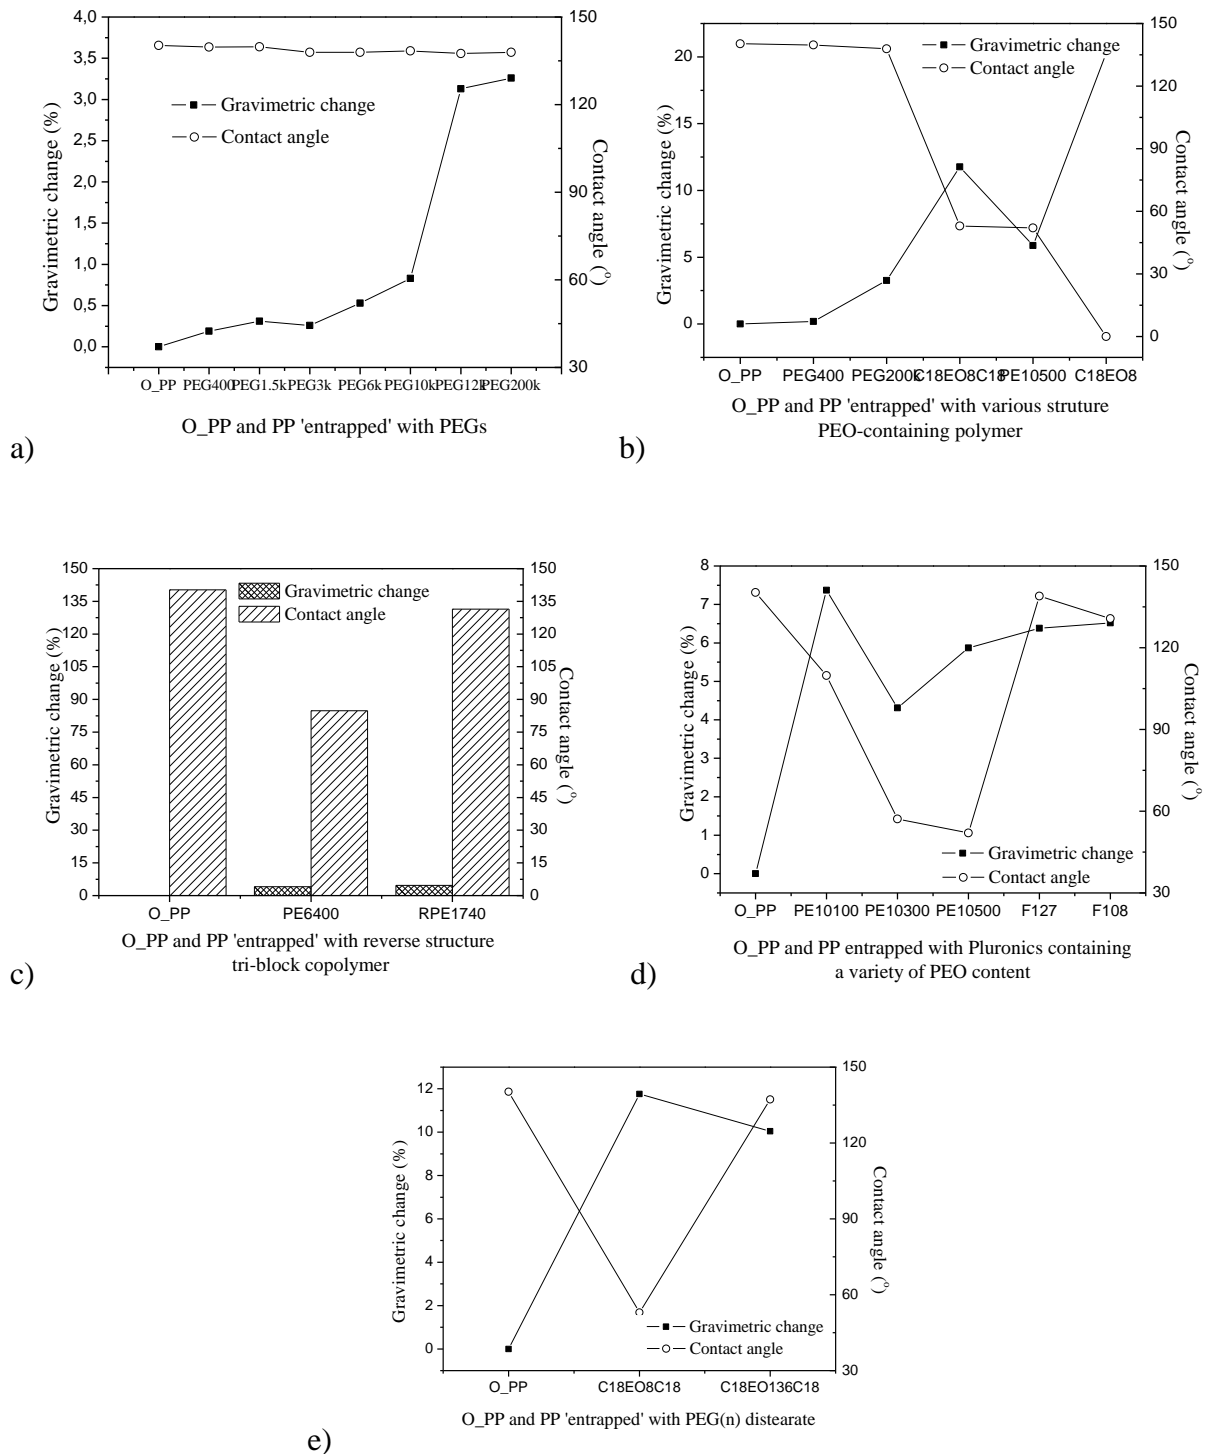 4,0
3,5
3,0
2,5
2,0
1,5
1,0
0,5
0,0
Gravimetric change (%)
150
120
90
60
30
Contact angle (°)
Gravimetric change
Contact angle
O_PP PEG400 PEG1.5k PEG3k PEG6k PEG10k PEG12k PEG200k
O_PP and PP 'entrapped' with PEGs
a)
20
15
10
5
0
Gravimetric change (%)
150
120
90
60
30
0
Contact angle (°)
Gravimetric change
Contact angle
O_PP PEG400 PEG200k C18EO8C18 PE10500 C18EO8
O_PP and PP 'entrapped' with various struture
PEO-containing polymer
b)
150
135
120
105
90
75
60
45
30
15
0
Gravimetric change (%)
150
135
120
105
90
75
60
45
30
15
0
Contact angle (°)
Gravimetric change
Contact angle
O_PP PE6400 RPE1740
O_PP and PP 'entrapped' with reverse structure
tri-block copolymer
c)
8
7
6
5
4
3
2
1
0
Gravimetric change (%)
150
120
90
60
30
Contact angle (°)
Gravimetric change
Contact angle
O_PP PE10100 PE10300 PE10500 F127 F108
O_PP and PP entrapped with Pluronics containing
a variety of PEO content
d)
12
10
8
6
4
2
0
Gravimetric change (%)
150
120
90
60
30
Contact angle (°)
Gravimetric change
Contact angle
O_PP C18EO8C18 C18EO136C18
O_PP and PP 'entrapped' with PEG(n) distearate
e)